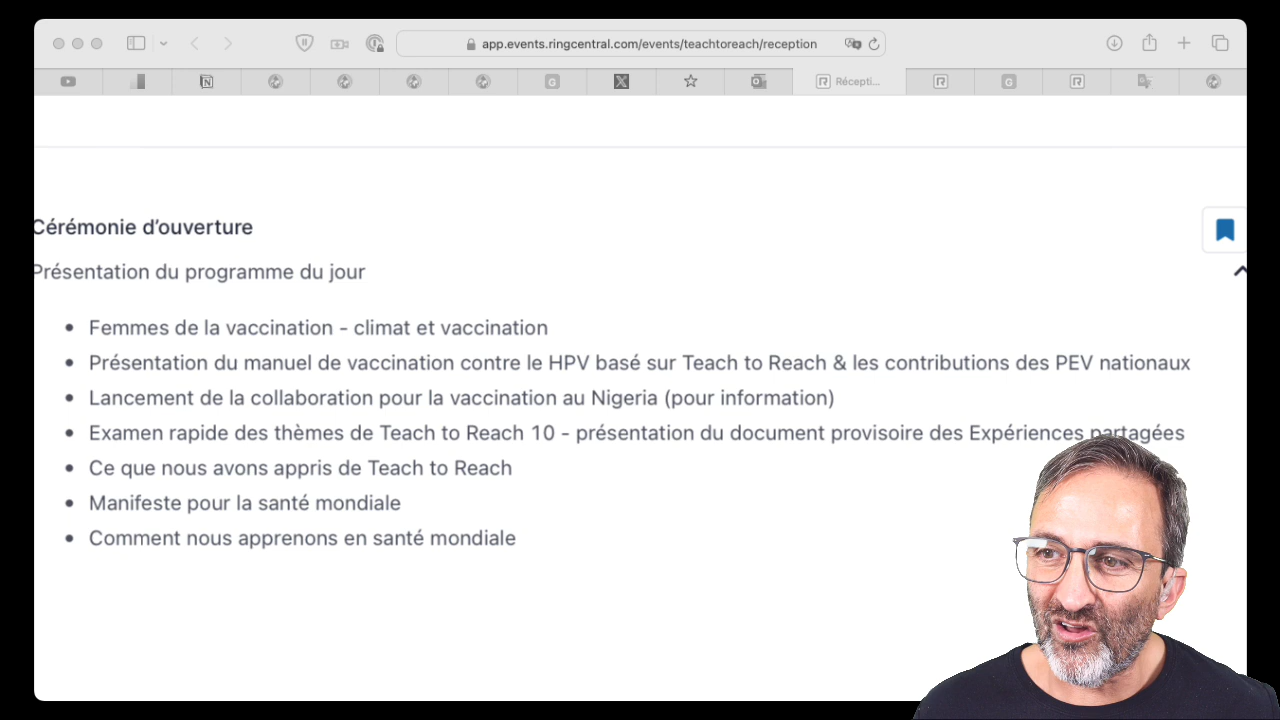 app.events.ringcentral.com/events/teachtoreach/reception
Récepti...
Cérémonie d’ouverture
Présentation du programme du jour
• Femmes de la vaccination - climat et vaccination
• Présentation du manuel de vaccination contre le HPV basé sur Teach to Reach & les contributions des PEV nationaux
• Lancement de la collaboration pour la vaccination au Nigeria (pour information)
• Examen rapide des thèmes de Teach to Reach 10 - présentation du document provisoire des Expériences partagées
• Ce que nous avons appris de Teach to Reach
• Manifeste pour la santé mondiale
• Comment nous apprenons en santé mondiale